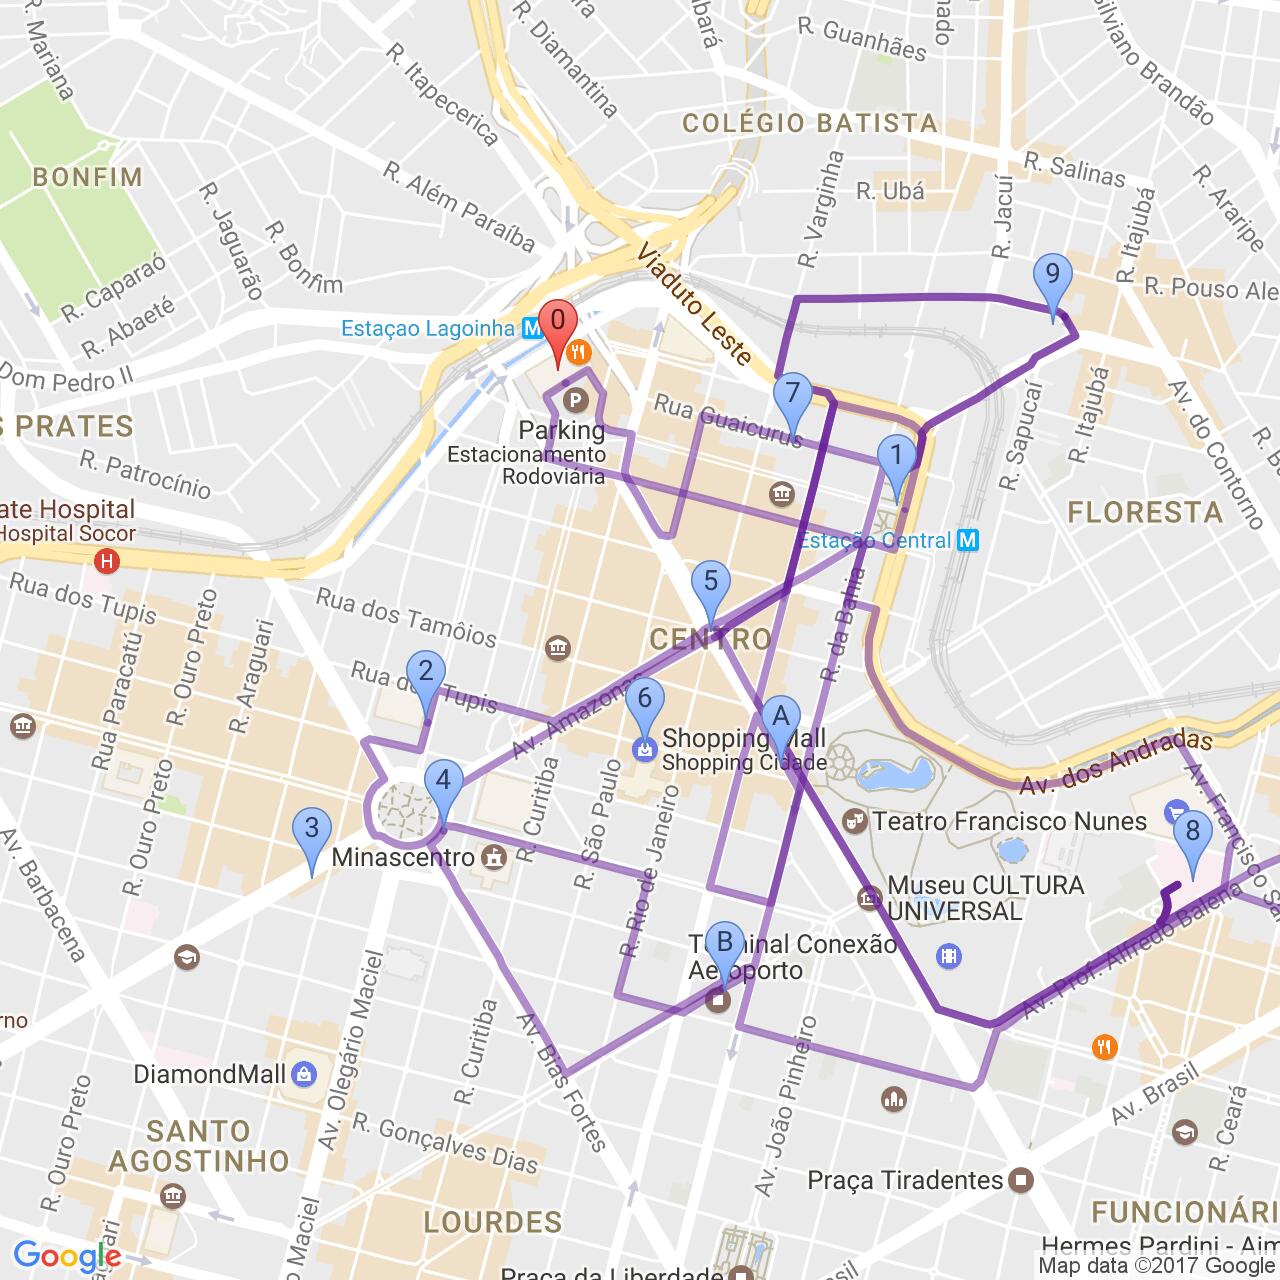 R. Mariana
R. Itapecerica
R. Diamantina
R. Guanhães
Silviano Brandão
COLÉGIO BATISTA
R. Salinas
R. Araripe
BONFIM
R. Além Paraíba
R. Varginha
R. Ubá
R. Jacuí
R. Itajubá
R. Jaguarão
R. Bonfim
R. Caparaó
R. Abaeté
Viaduto Leste
R. Pouso Ale
9
Estaçao Lagoinha
M
0
Dom Pedro II
7
Rua Guaicurus
R. Sapucaí
R. Itajubá
Av. do Contorno
S PRATES
R. Patrocínio
P
Parking
Estacionamento
Rodoviária
1
ate Hospital
Hospital Socor
H
FLORESTA
Estação Central
M
Rua dos Tupis
Rua Paracatú
R. Ouro Preto
R. Araguari
Rua dos Tamôios
5
CENTRO
R. da Bahia
2
Tupis
Av. Amazonas
6
A
Shopping Mall
Shopping Cidade
Av. dos Andradas
4
R. Curitiba
R. São Paulo
R. Rio de Janeiro
Teatro Francisco Nunes
Av. Francisco Sa
8
3
Minascentro
R. Ouro Preto
Av. Barbacena
Museu CULTURA
UNIVERSAL
Av. Prof. Alfredo Balena
B
Terminal Conexão
Aeroporto
rno
Av. Olegário Maciel
R. Curitiba
Av. Bias Fortes
Av. João Pinheiro
DiamondMall
R. Ouro Preto
SANTO
AGOSTINHO
R. Gonçalves Dias
Av. Brasil
R. Ceará
Praça Tiradentes
LOURDES
FUNCIONÁRI
Maciel
Hermes Pardini - Aim
Google
Praça da Liberdade
Map data ©2017 Google